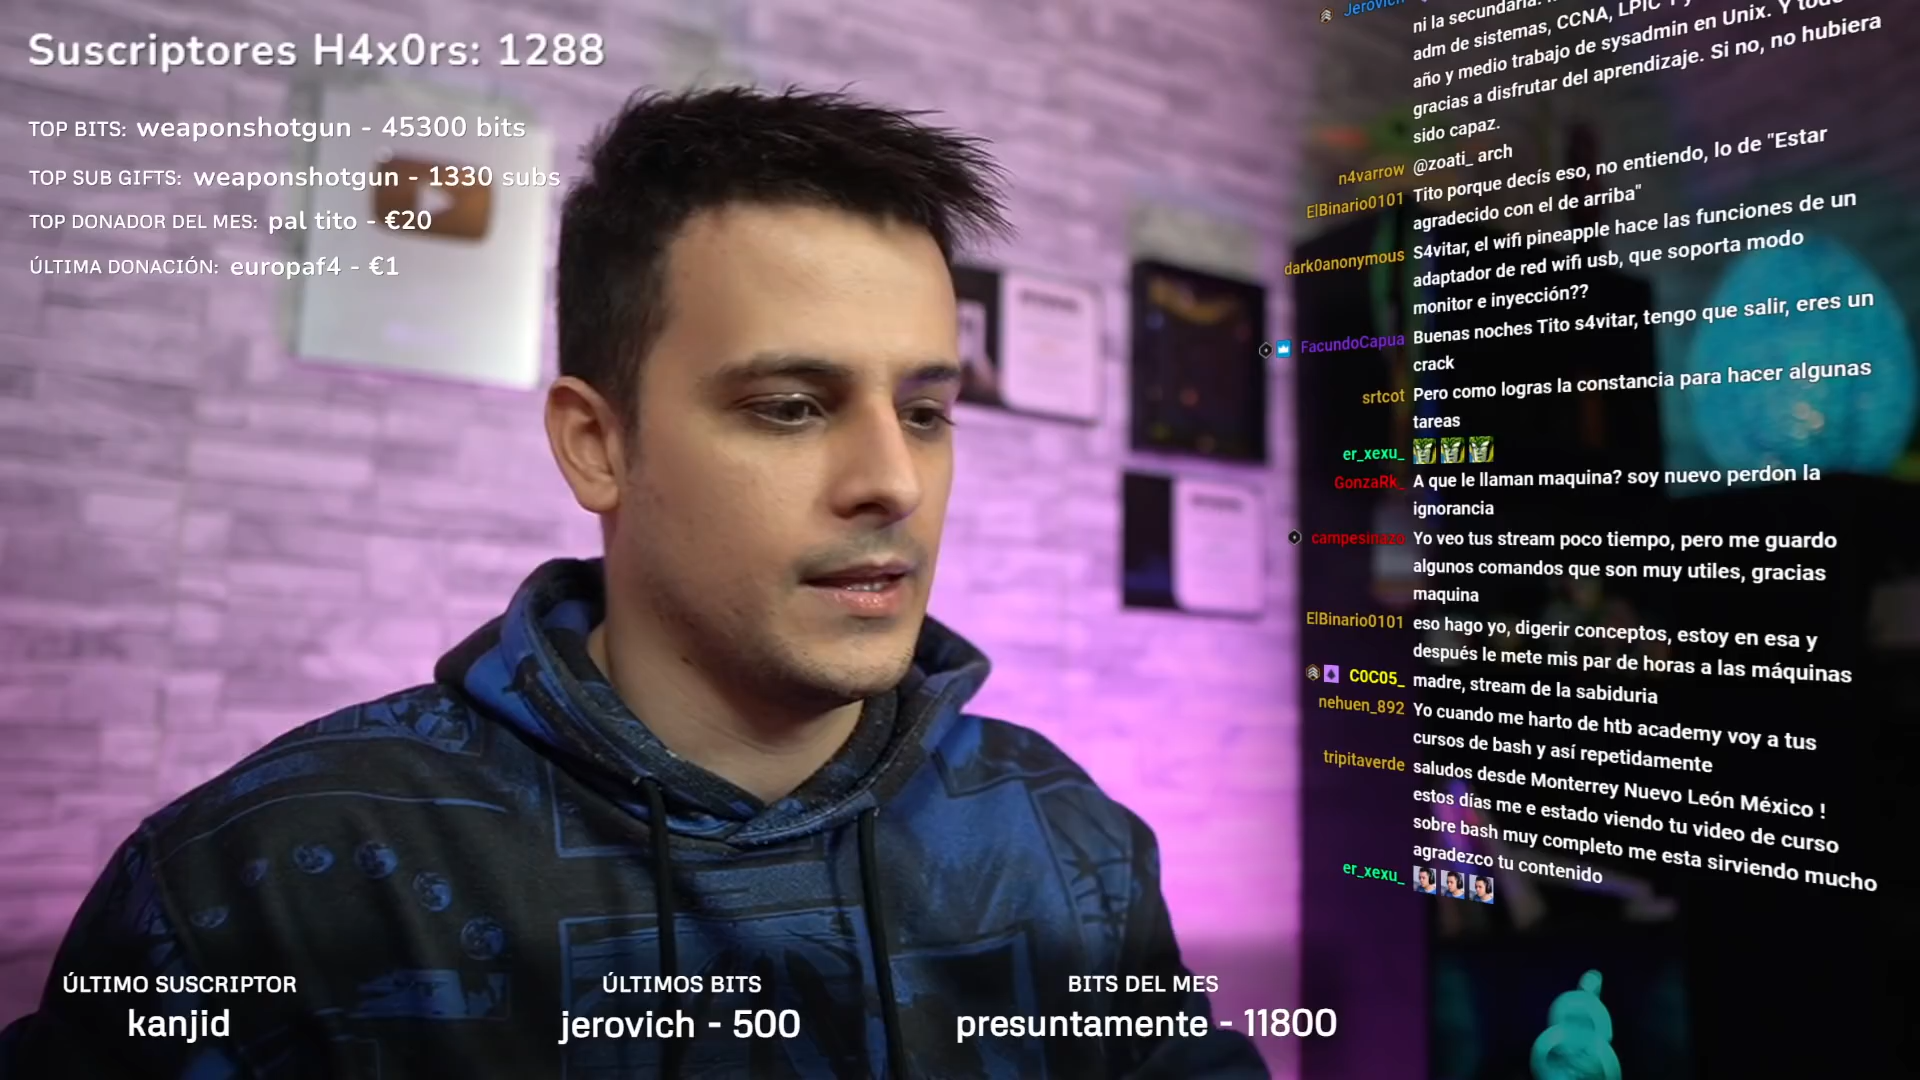 Suscriptores H4x0rs: 1288
TOP BITS: weaponshotgun - 45300 bits
TOP SUB GIFTS: weaponshotgun - 1330 subs
TOP DONADOR DEL MES: pal tito - €20
ÚLTIMA DONACIÓN: europaf4 - €1
Jerovich
ni la secundaria.
adm de sistemas, CCNA, LPIC
año y medio trabajo de sysadmin en Unix. Y todo
gracias a disfrutar del aprendizaje. Si no, no hubiera
sido capaz.
n4varrow @zoati_ arch
ElBinario0101 Tito porque decís eso, no entiendo, lo de "Estar
agradecido con el de arriba"
dark0anonymous S4vitar, el wifi pineapple hace las funciones de un
adaptador de red wifi usb, que soporta modo
monitor e inyección??
FacundoCapua Buenas noches Tito s4vitar, tengo que salir, eres un
crack
srtcot Pero como logras la constancia para hacer algunas
tareas
er_xexu_
GonzaRk_ A que le llaman maquina? soy nuevo perdon la
ignorancia
campesinazo Yo veo tus stream poco tiempo, pero me guardo
algunos comandos que son muy utiles, gracias
maquina
ElBinario0101 eso hago yo, digerir conceptos, estoy en esa y
después le mete mis par de horas a las máquinas
C0C05_ madre, stream de la sabiduria
nehuen_892 Yo cuando me harto de htb academy voy a tus
cursos de bash y así repetidamente
tripitaverde saludos desde Monterrey Nuevo León México !
estos días me e estado viendo tu video de curso
sobre bash muy completo me esta sirviendo mucho
agradezco tu contenido
er_xexu_
ÚLTIMO SUSCRIPTOR
kanjid
ÚLTIMOS BITS
jerovich - 500
BITS DEL MES
presuntamente - 11800